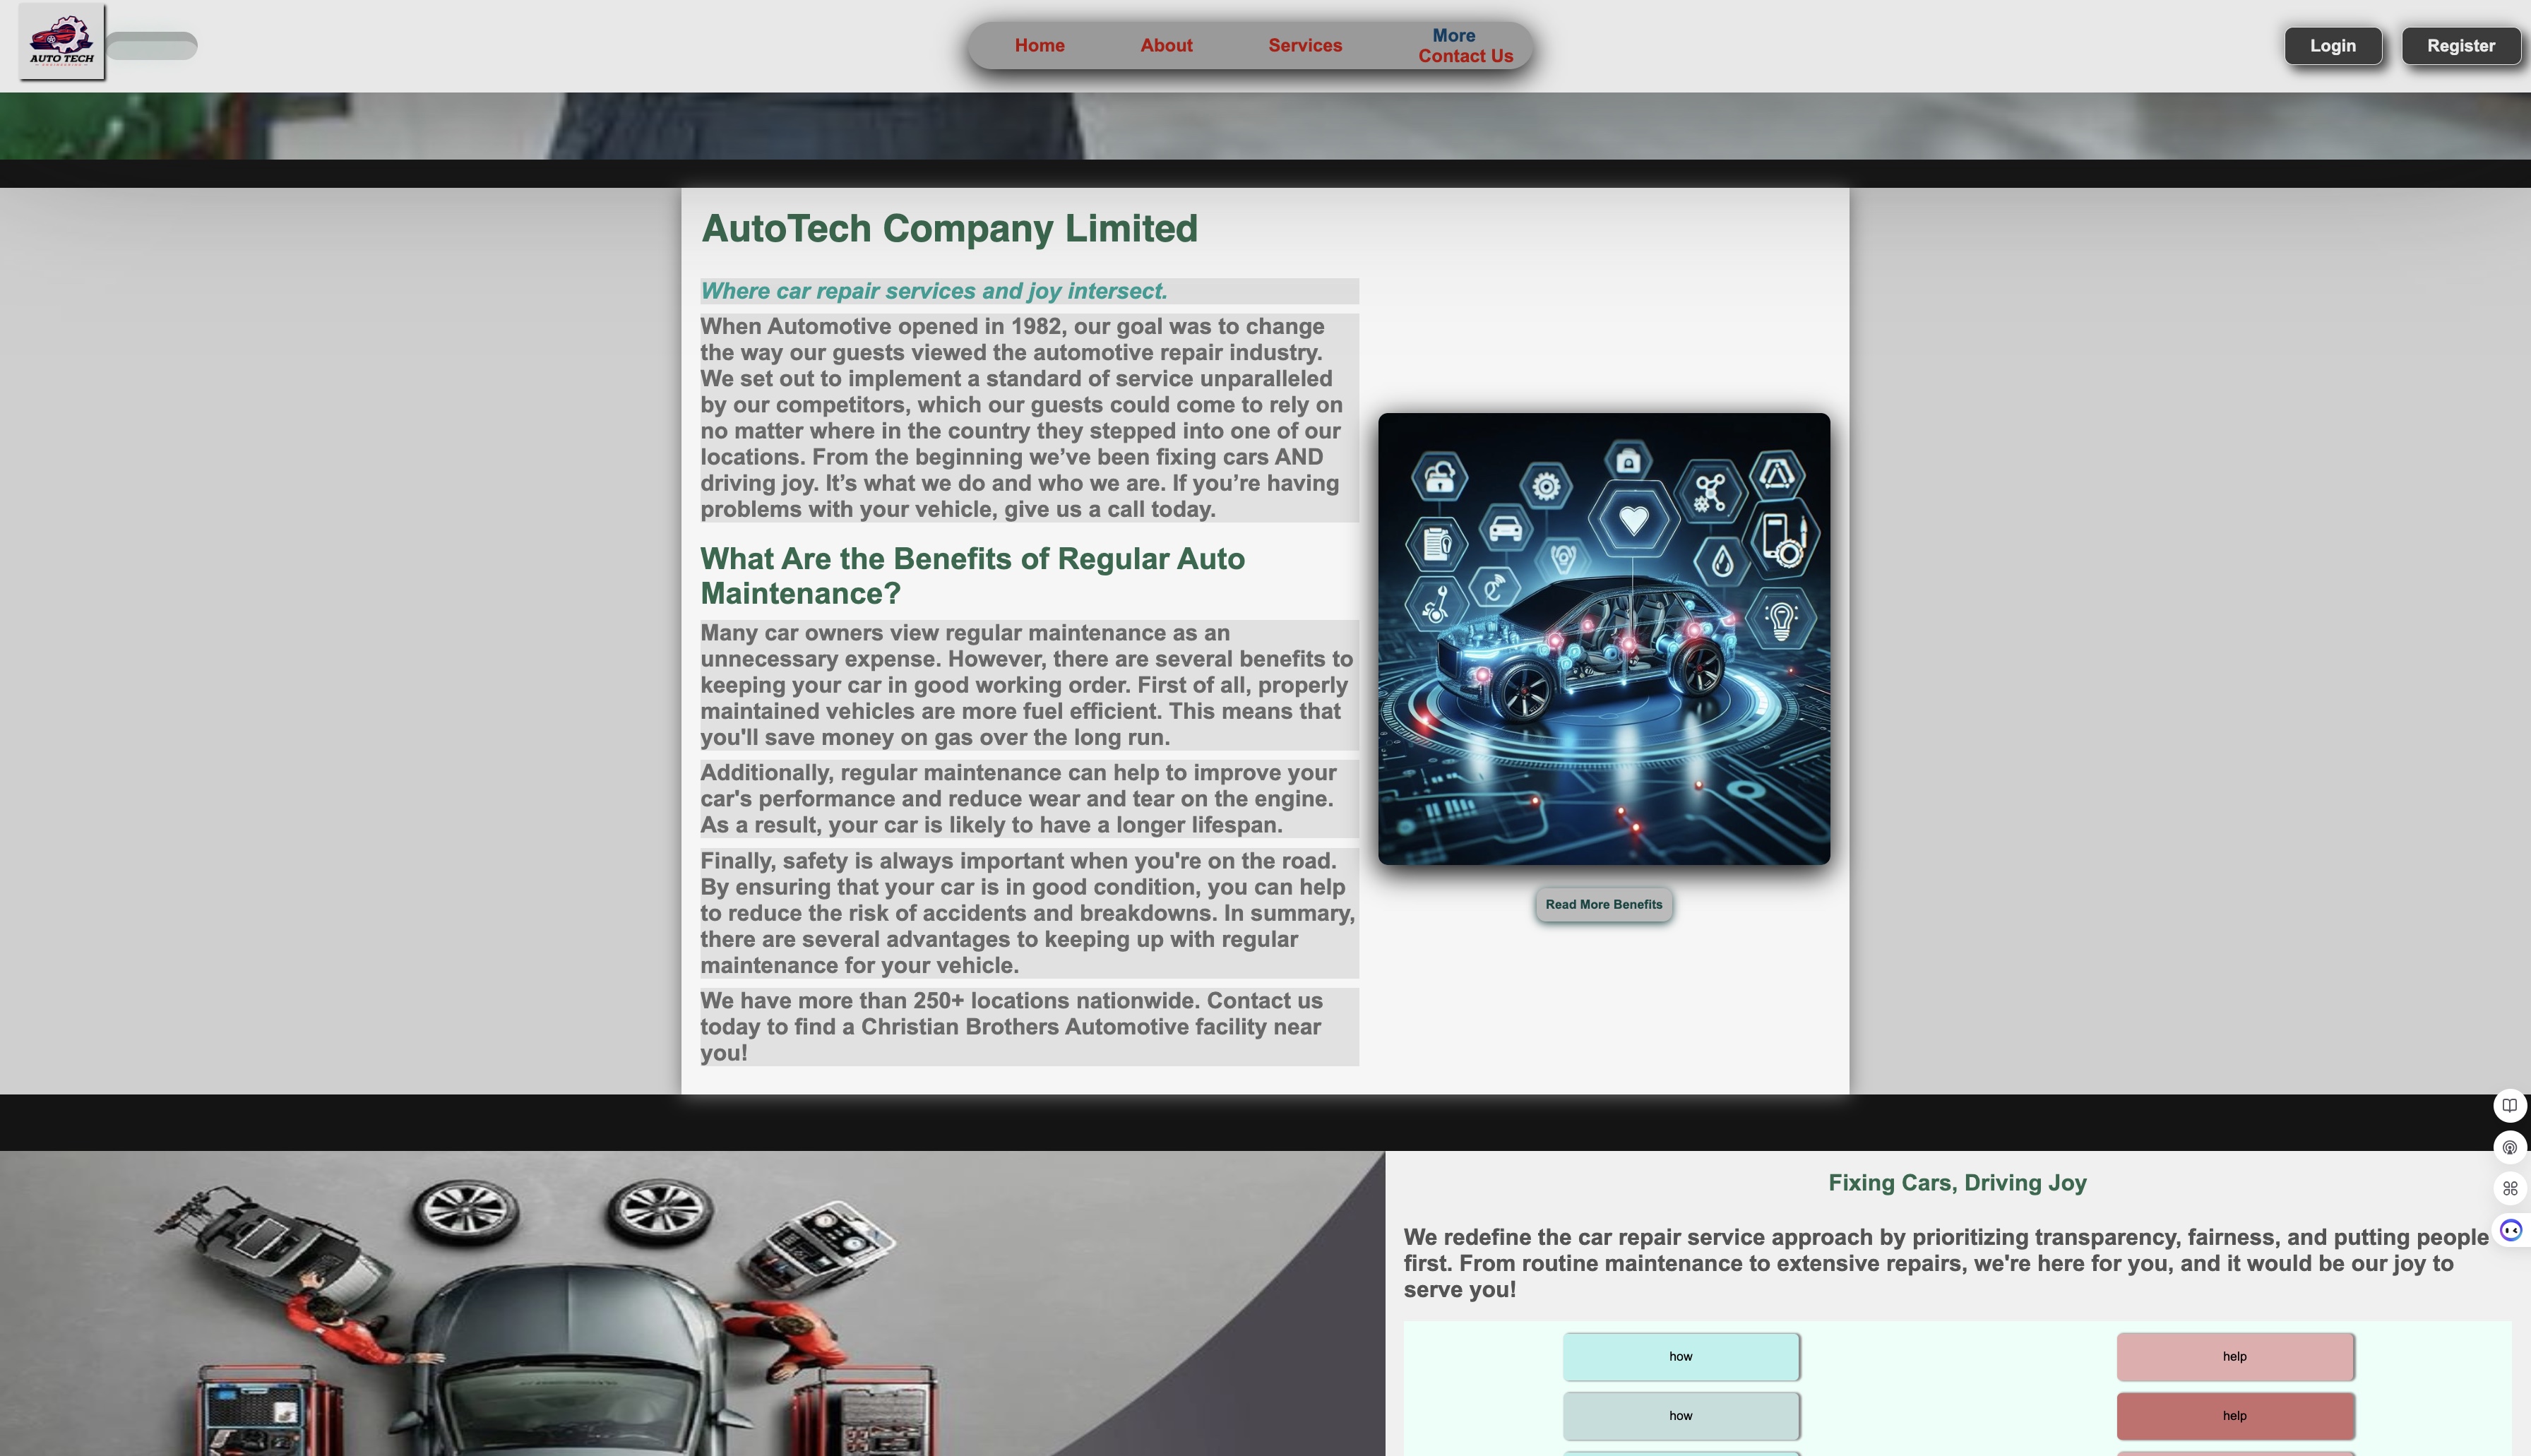 AUTO TECH
Home
About
Services
More
Contact Us
Login
Register
AutoTech Company Limited
Where car repair services and joy intersect.
When Automotive opened in 1982, our goal was to change
the way our guests viewed the automotive repair industry.
We set out to implement a standard of service unparalleled
by our competitors, which our guests could come to rely on
no matter where in the country they stepped into one of our
locations. From the beginning we’ve been fixing cars AND
driving joy. It’s what we do and who we are. If you’re having
problems with your vehicle, give us a call today.
What Are the Benefits of Regular Auto
Maintenance?
Many car owners view regular maintenance as an
unnecessary expense. However, there are several benefits to
keeping your car in good working order. First of all, properly
maintained vehicles are more fuel efficient. This means that
you'll save money on gas over the long run.
Additionally, regular maintenance can help to improve your
car's performance and reduce wear and tear on the engine.
As a result, your car is likely to have a longer lifespan.
Finally, safety is always important when you're on the road.
By ensuring that your car is in good condition, you can help
to reduce the risk of accidents and breakdowns. In summary,
there are several advantages to keeping up with regular
maintenance for your vehicle.
We have more than 250+ locations nationwide. Contact us
today to find a Christian Brothers Automotive facility near
you!
Read More Benefits
Fixing Cars, Driving Joy
We redefine the car repair service approach by prioritizing transparency, fairness, and putting people
first. From routine maintenance to extensive repairs, we're here for you, and it would be our joy to
serve you!
how
help
how
help